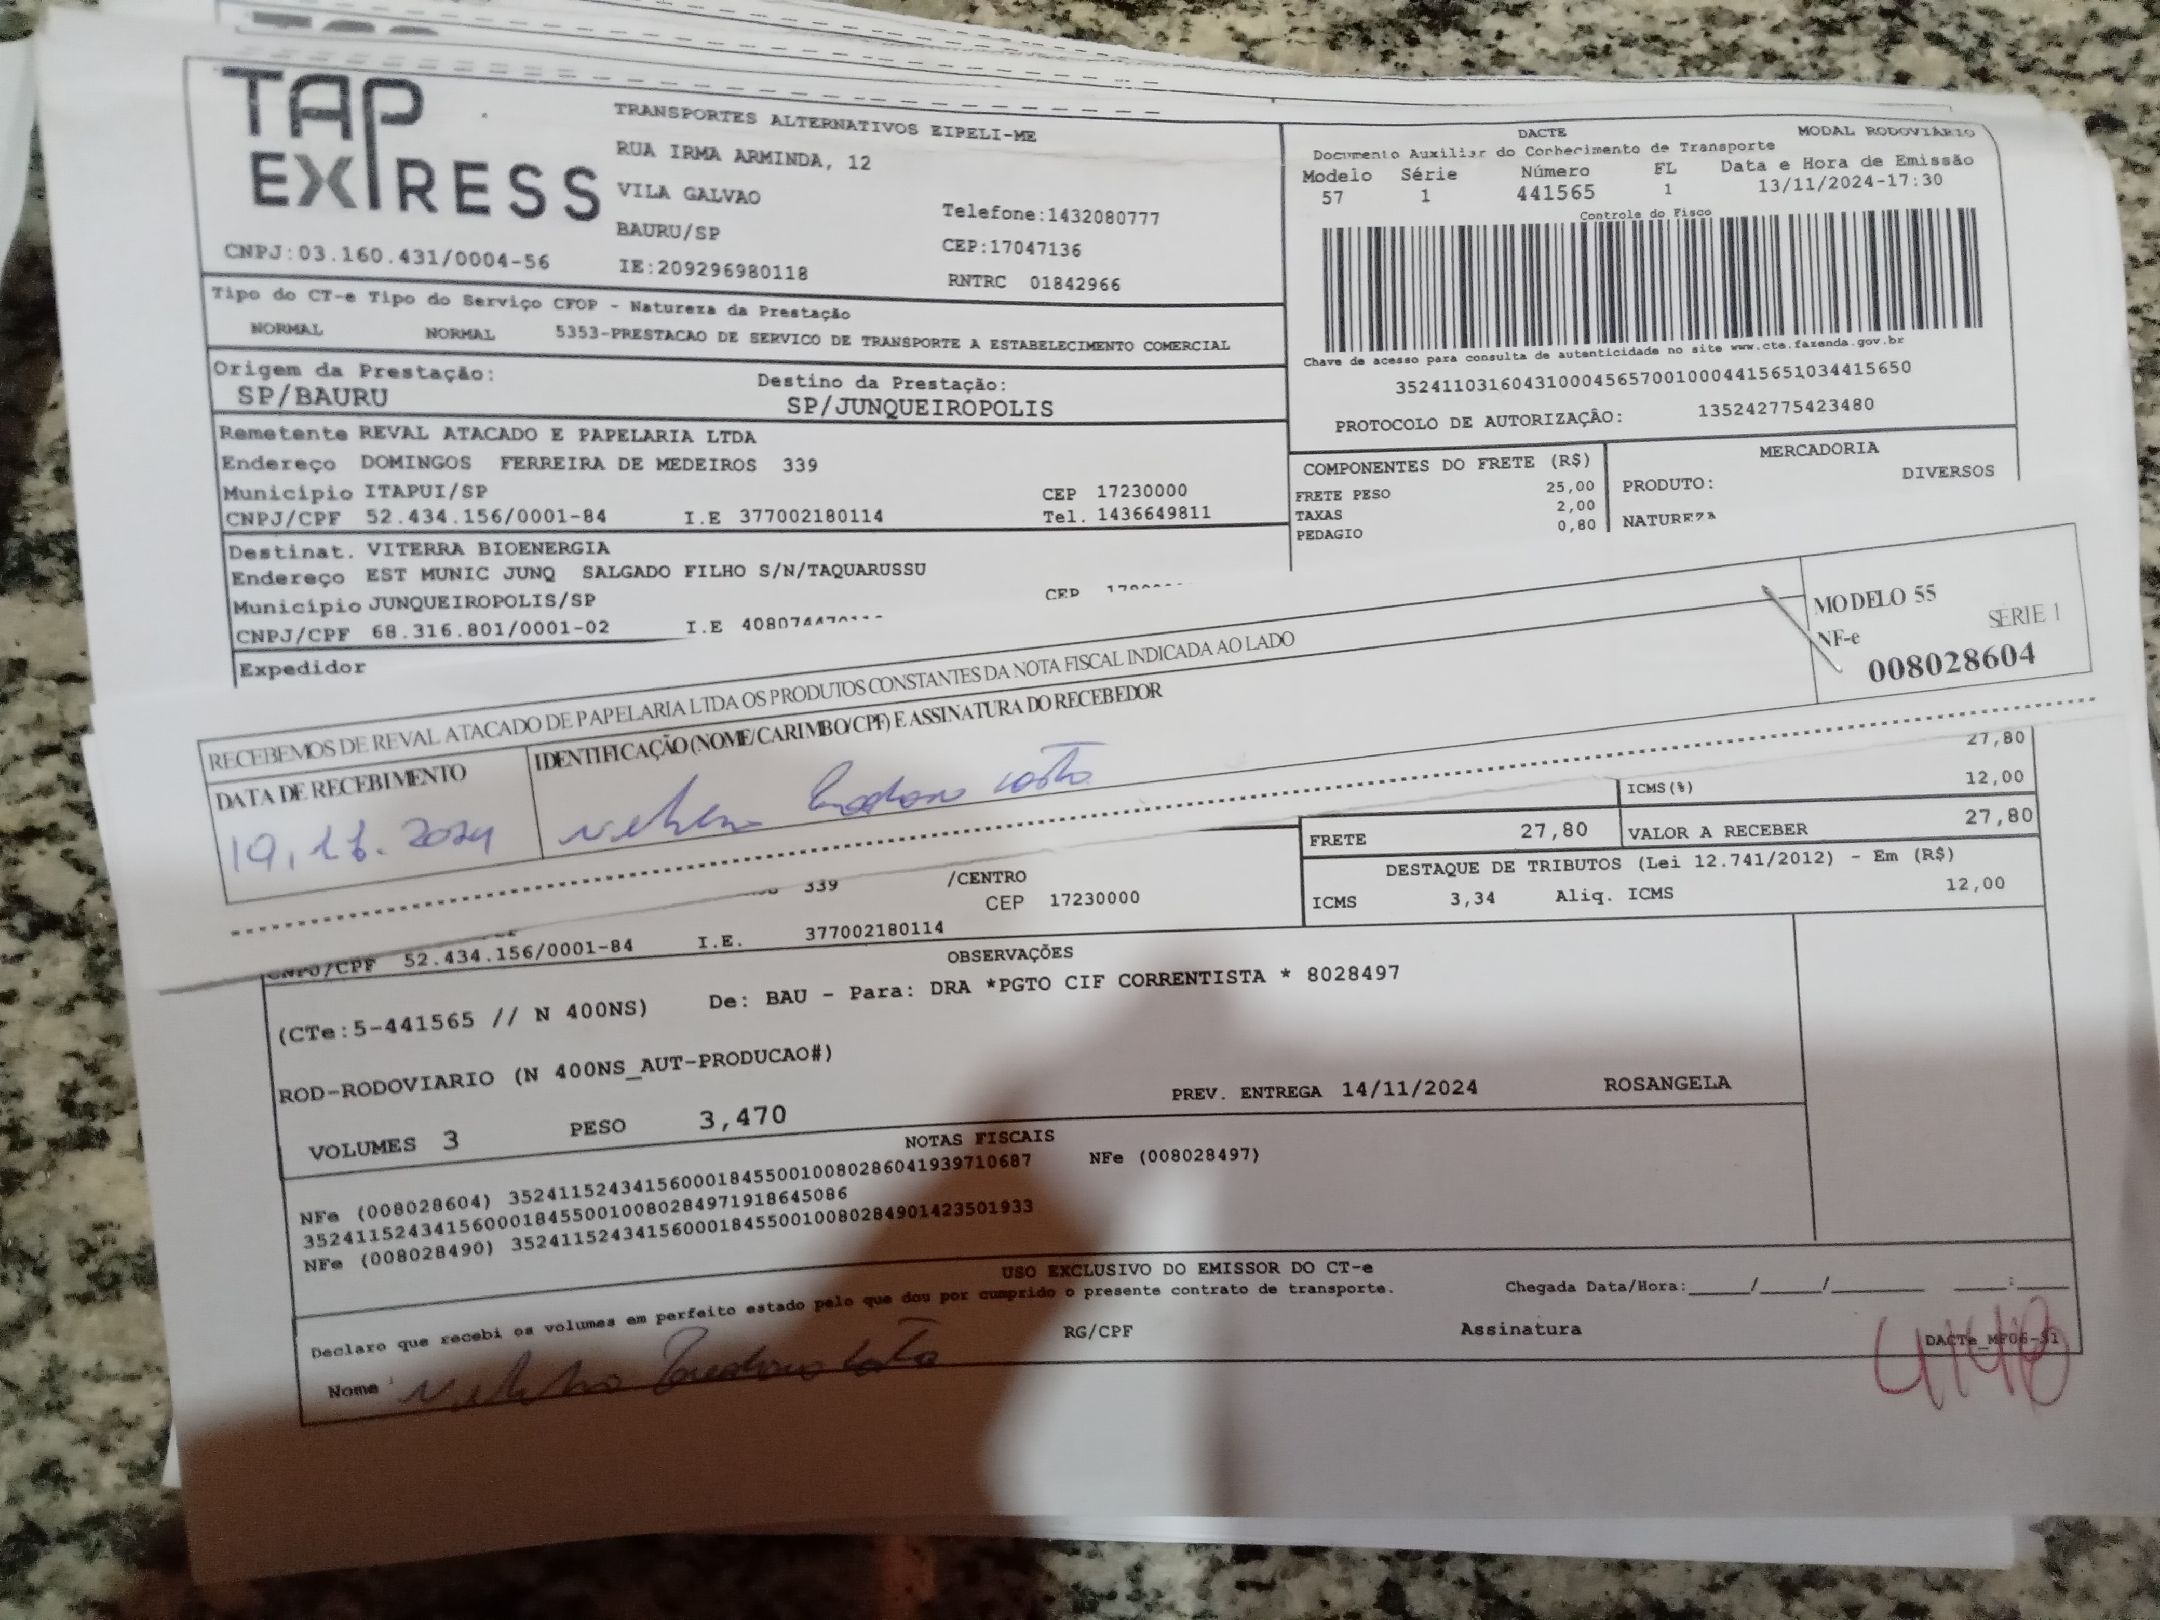 TAP
EXPRESS
TRANSPORTES ALTERNATIVOS EIPELI-ME
RUA IRMA ARMINDA, 12
VILA GALVAO
BAURU/SP
Telefone:1432080777
CEP:17047136
CNPJ:03.160.431/0004-56
IE:209296980118
RNTRC 01842966
DACTE
MODAL RODOVIÁRIO
Documento Auxiliar do Conhecimento de Transporte
Modelo Série Número FL Data e Hora de Emissão
57 1 441565 1 13/11/2024-17:30
Controle do Fisco
Chave de acesso para consulta de autenticidade no site www.cte.fazenda.gov.br
35241103160431000456570010004415651034415650
PROTOCOLO DE AUTORIZAÇÃO: 135242775423480
Tipo do CT-e Tipo do Serviço CFOP - Natureza da Prestação
NORMAL NORMAL 5353-PRESTACAO DE SERVICO DE TRANSPORTE A ESTABELECIMENTO COMERCIAL
Origem da Prestação:
SP/BAURU
Destino da Prestação:
SP/JUNQUEIROPOLIS
Remetente REVAL ATACADO E PAPELARIA LTDA
Endereço DOMINGOS FERREIRA DE MEDEIROS 339
Município ITAPUI/SP CEP 17230000
CNPJ/CPF 52.434.156/0001-84 I.E 377002180114 Tel. 1436649811
COMPONENTES DO FRETE (R$)
FRETE PESO 25,00
TAXAS 2,00
PEDAGIO 0,80
MERCADORIA
PRODUTO: DIVERSOS
NATUREZA
Destinat. VITERRA BIOENERGIA
Endereço EST MUNIC JUNQ SALGADO FILHO S/N/TAQUARUSSU
Município JUNQUEIROPOLIS/SP CEP
CNPJ/CPF 68.316.801/0001-02 I.E
Expedidor
RECEBEMOS DE REVAL ATACADO DE PAPELARIA LTDA OS PRODUTOS CONSTANTES DA NOTA FISCAL INDICADA AO LADO
DATA DE RECEBIMENTO
IDENTIFICAÇÃO (NOME/CARIMBO/CPF) E ASSINATURA DO RECEBEDOR
MODELO 55
SÉRIE 1
NF-e
008028604
27,80
ICMS(%) 12,00
FRETE 27,80 VALOR A RECEBER 27,80
DESTAQUE DE TRIBUTOS (Lei 12.741/2012) - Em (R$)
ICMS 3,34 Aliq. ICMS 12,00
339 /CENTRO
CEP 17230000
CNPJ/CPF 52.434.156/0001-84 I.E. 377002180114
OBSERVAÇÕES
(CTe:5-441565 // N 400NS) De: BAU - Para: DRA *PGTO CIF CORRENTISTA * 8028497
ROD-RODOVIARIO (N 400NS_AUT-PRODUCAO#)
PREV. ENTREGA 14/11/2024 ROSANGELA
VOLUMES 3 PESO 3,470
NOTAS FISCAIS
NFe (008028604) 35241152434156000184550010080286041939710687 NFe (008028497)
35241152434156000184550010080284971918645086
NFe (008028490) 35241152434156000184550010080284901423501933
USO EXCLUSIVO DO EMISSOR DO CT-e
Declaro que recebi os volumes em perfeito estado pelo que dou por cumprido o presente contrato de transporte.
Chegada Data/Hora:____/____/______ ___:___
Nome RG/CPF Assinatura